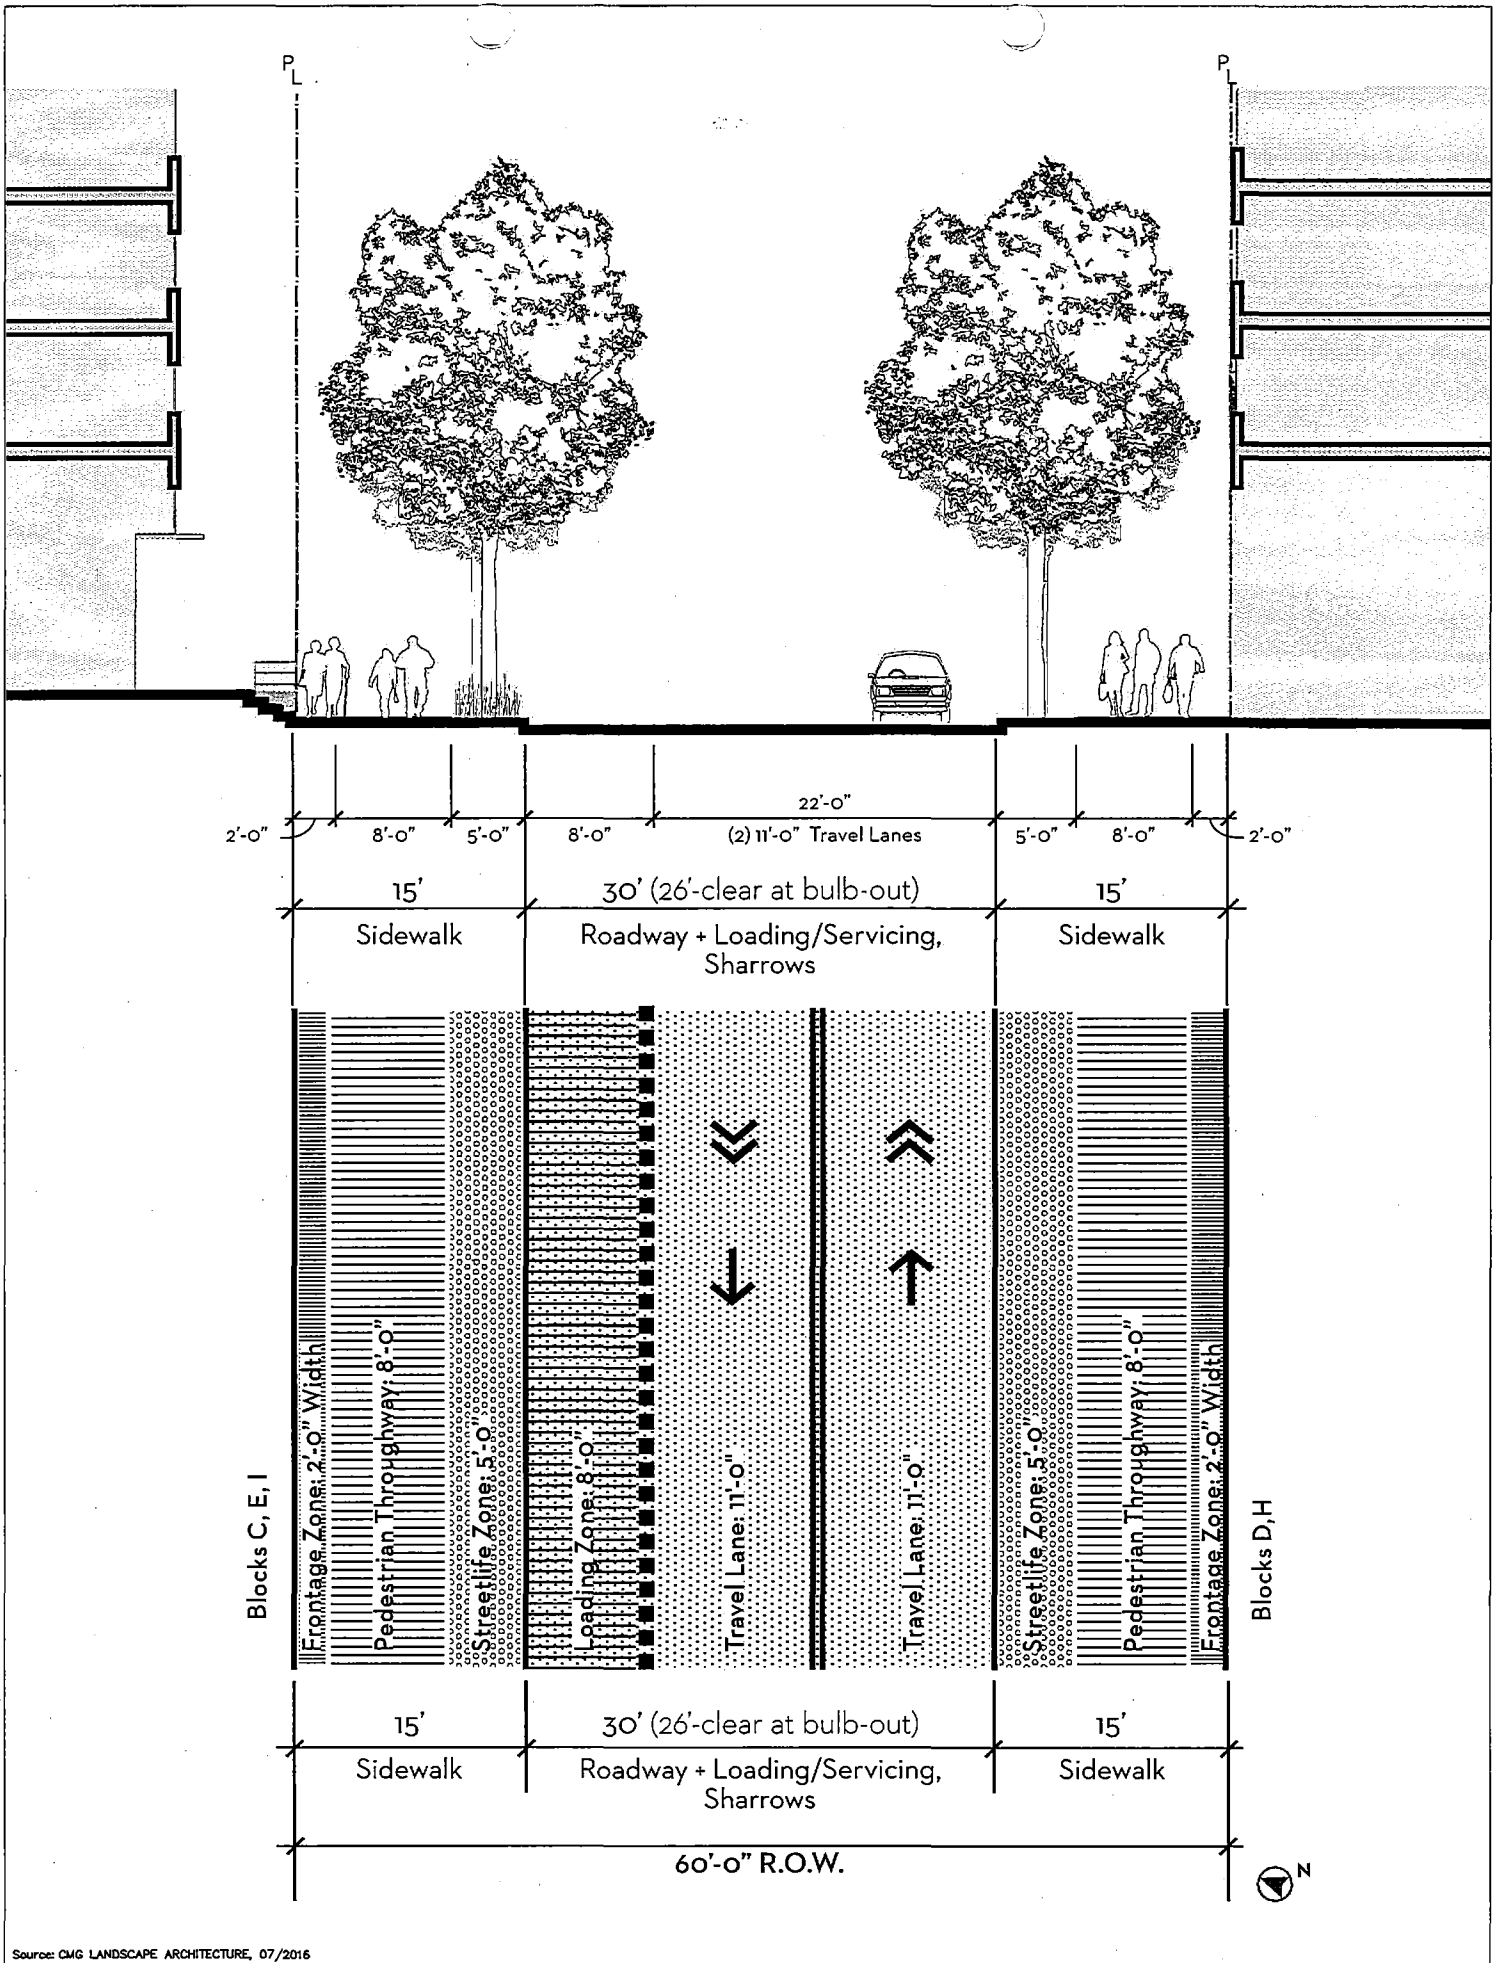 PL
PL
22'-0"
2'-0"
8'-0"
5'-0"
8'-0"
(2) 11'-0" Travel Lanes
5'-0"
8'-0"
2'-0"
15'
30' (26'-clear at bulb-out)
15'
Sidewalk
Roadway + Loading/Servicing,
Sharrows
Sidewalk
Blocks C, E, I
Frontage Zone: 2'-0" Width
Pedestrian Throughway: 8'-0"
Streetlife Zone: 5'-0"
Loading Zone: 8'-0"
Travel Lane: 11'-0"
Travel Lane: 11'-0"
Streetlife Zone: 5'-0"
Pedestrian Throughway: 8'-0"
Frontage Zone: 2'-0" Width
Blocks D,H
15'
30' (26'-clear at bulb-out)
15'
Sidewalk
Roadway + Loading/Servicing,
Sharrows
Sidewalk
60'-0" R.O.W.
N
Source: CMG LANDSCAPE ARCHITECTURE, 07/2016